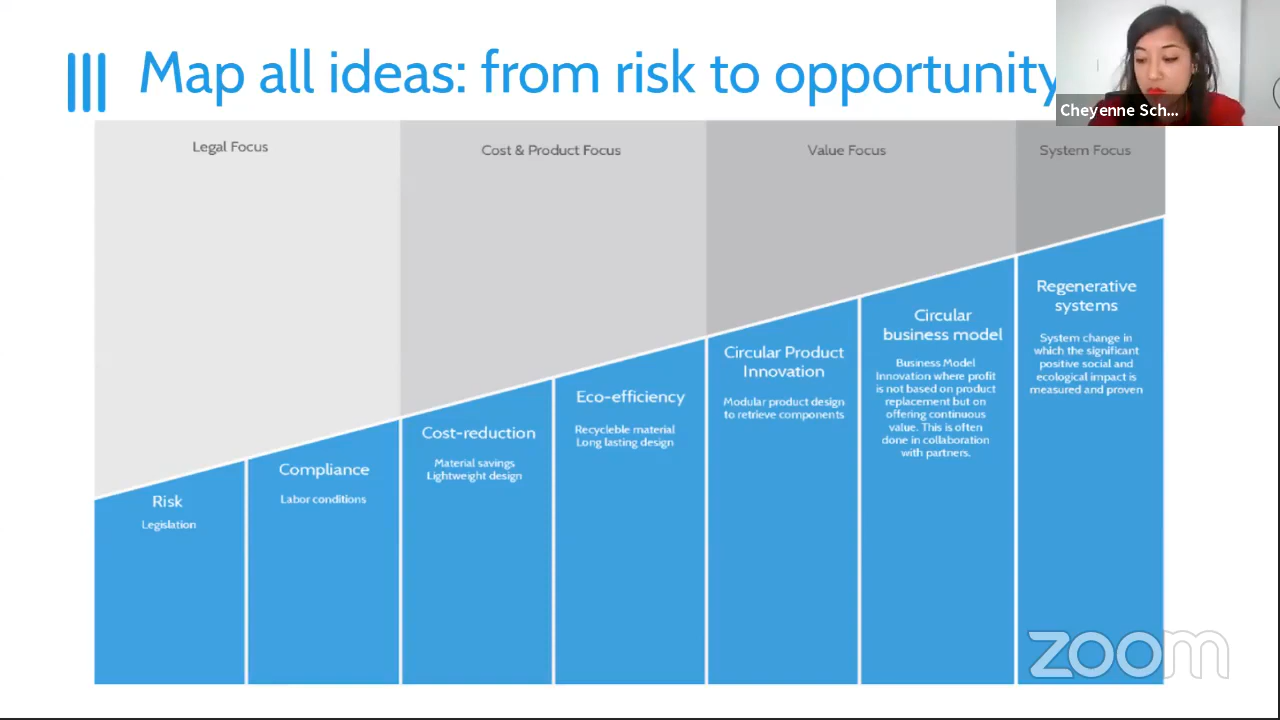 Map all ideas: from risk to opportunity
Cheyenne Sch...
Legal Focus
Cost & Product Focus
Value Focus
System Focus
Risk
Legislation
Compliance
Labor conditions
Cost-reduction
Material savings
Lightweight design
Eco-efficiency
Recycleble material
Long lasting design
Circular Product
Innovation
Modular product design
to retrieve components
Circular
business model
Business Model
Innovation where profit
is not based on product
replacement but on
offering continuous
value. This is often
done in collaboration
with partners.
Regenerative
systems
System change in
which the significant
positive social and
ecological impact is
measured and proven
zoom